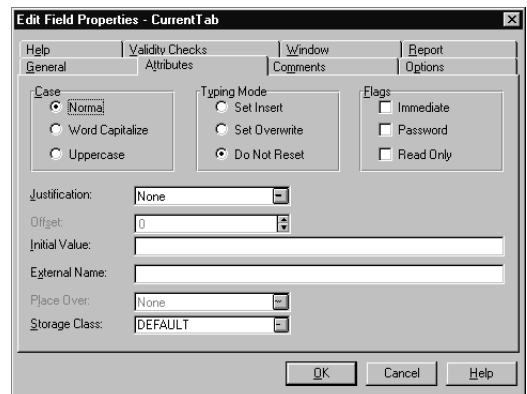 Edit Field Properties - CurrentTab
Help Validity Checks Window Report
General Attributes Comments Options
Case Typing Mode Flags
Norma Set Insert Immediate
Word Capitalize Set Overwrite Password
Uppercase Do Not Reset Read Only
Justification: None
Offset: 0
Initial Value:
External Name:
Place Over: None
Storage Class: DEFAULT
OK Cancel Help